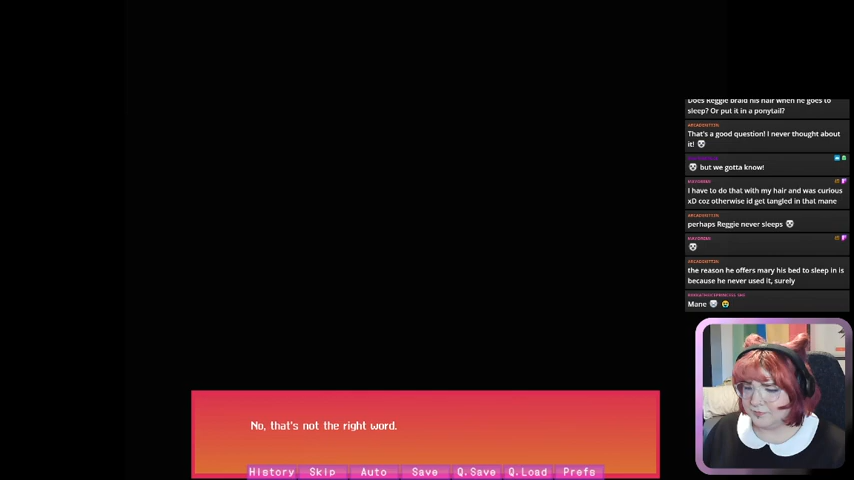 Does Reggie braid his hair when he goes to
sleep? Or put it in a ponytail?
ARCADEKITTEN
That's a good question! I never thought about
it!
but we gotta know!
I have to do that with my hair and was curious
xD coz otherwise id get tangled in that mane
perhaps Reggie never sleeps
the reason he offers mary his bed to sleep in is
because he never used it, surely
Mane
No, that's not the right word.
History Skip Auto Save Q.Save Q.Load Prefs